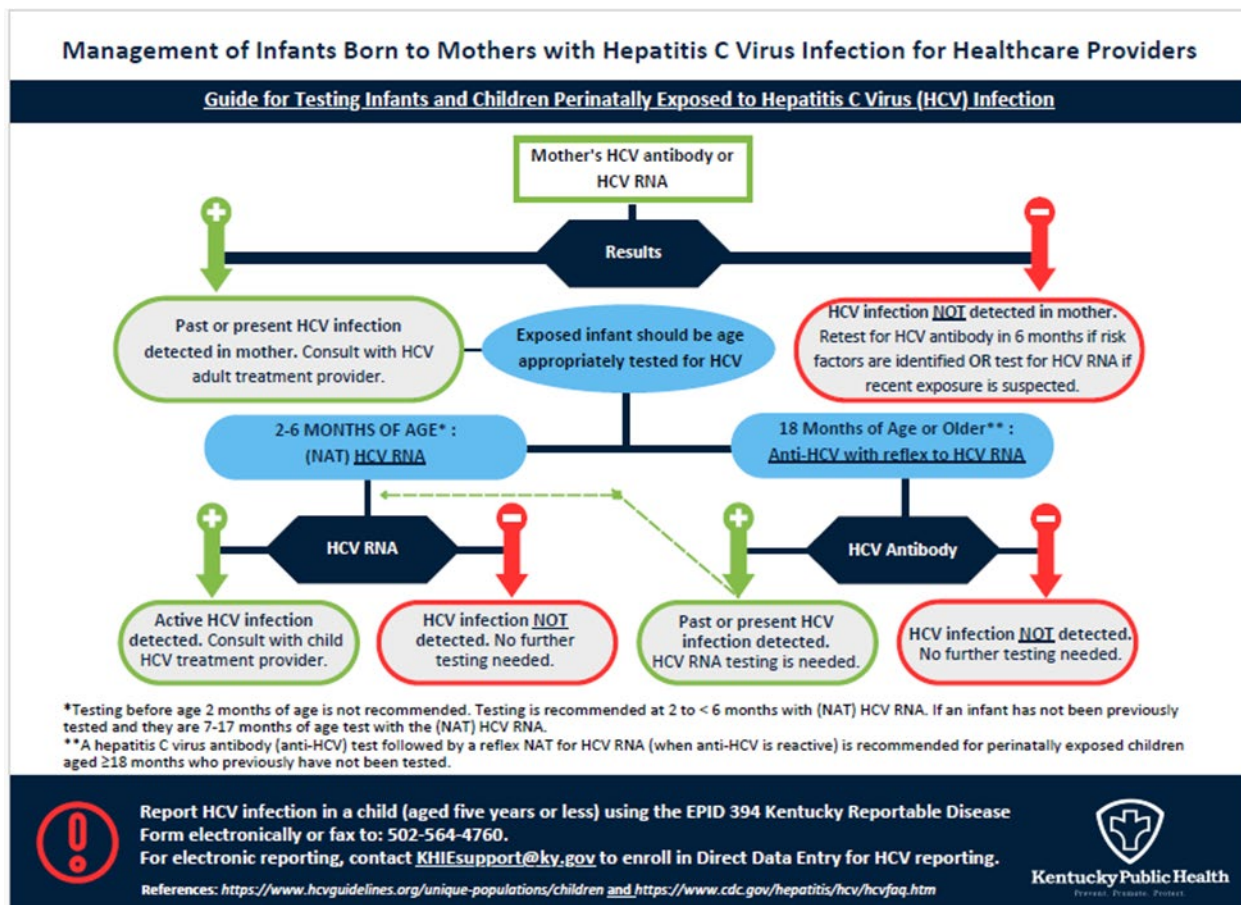 Management of Infants Born to Mothers with Hepatitis C Virus Infection for Healthcare Providers
Guide for Testing Infants and Children Perinatally Exposed to Hepatitis C Virus (HCV) Infection
Mother's HCV antibody or
HCV RNA
Results
Past or present HCV infection
detected in mother. Consult with HCV
adult treatment provider.
Exposed infant should be age
appropriately tested for HCV
HCV infection NOT detected in mother.
Retest for HCV antibody in 6 months if risk
factors are identified OR test for HCV RNA if
recent exposure is suspected.
2-6 MONTHS OF AGE* :
(NAT) HCV RNA
18 Months of Age or Older** :
Anti-HCV with reflex to HCV RNA
HCV RNA
HCV Antibody
Active HCV infection
detected. Consult with child
HCV treatment provider.
HCV infection NOT
detected. No further
testing needed.
Past or present HCV
infection detected.
HCV RNA testing is needed.
HCV infection NOT detected.
No further testing needed.
*Testing before age 2 months of age is not recommended. Testing is recommended at 2 to < 6 months with (NAT) HCV RNA. If an infant has not been previously
tested and they are 7-17 months of age test with the (NAT) HCV RNA.
**A hepatitis C virus antibody (anti-HCV) test followed by a reflex NAT for HCV RNA (when anti-HCV is reactive) is recommended for perinatally exposed children
aged ≥18 months who previously have not been tested.
Report HCV infection in a child (aged five years or less) using the EPID 394 Kentucky Reportable Disease
Form electronically or fax to: 502-564-4760.
For electronic reporting, contact KHIEsupport@ky.gov to enroll in Direct Data Entry for HCV reporting.
References: https://www.hcvguidelines.org/unique-populations/children and https://www.cdc.gov/hepatitis/hcv/hcvfaq.htm
Kentucky Public Health
Prevent. Promote. Protect.